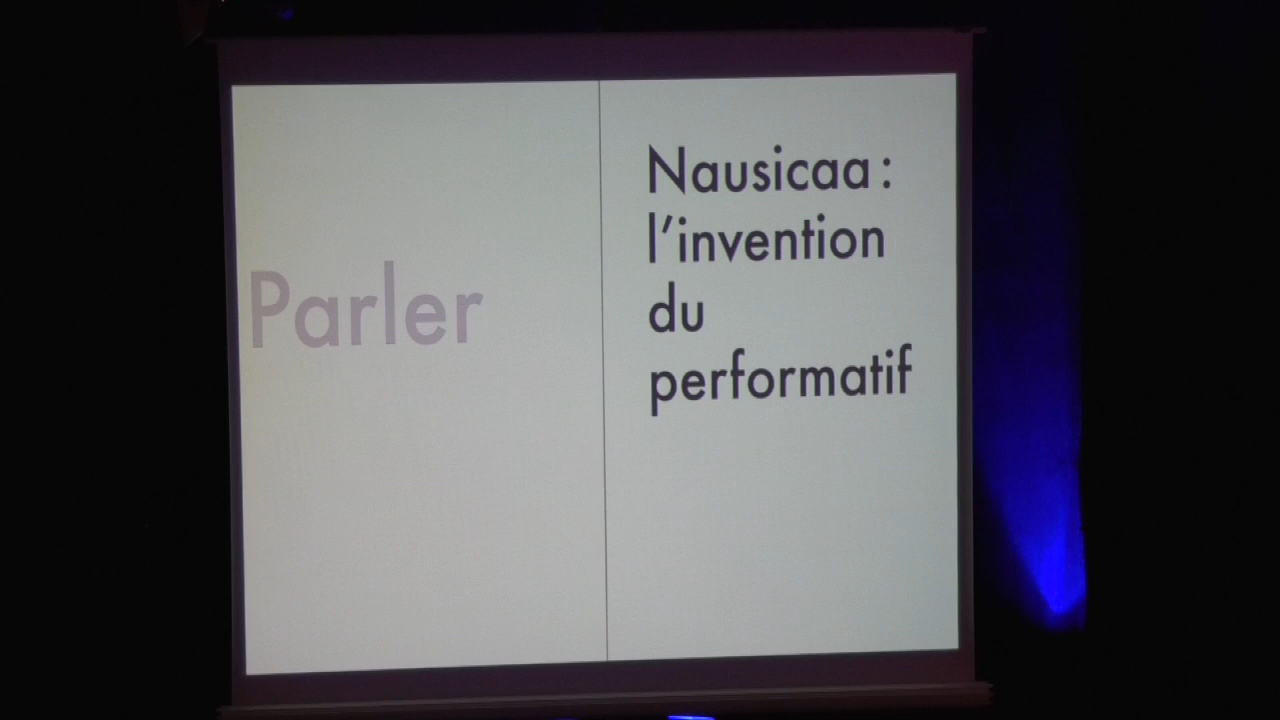 Parler
Nausicaa :
l'invention
du
performatif